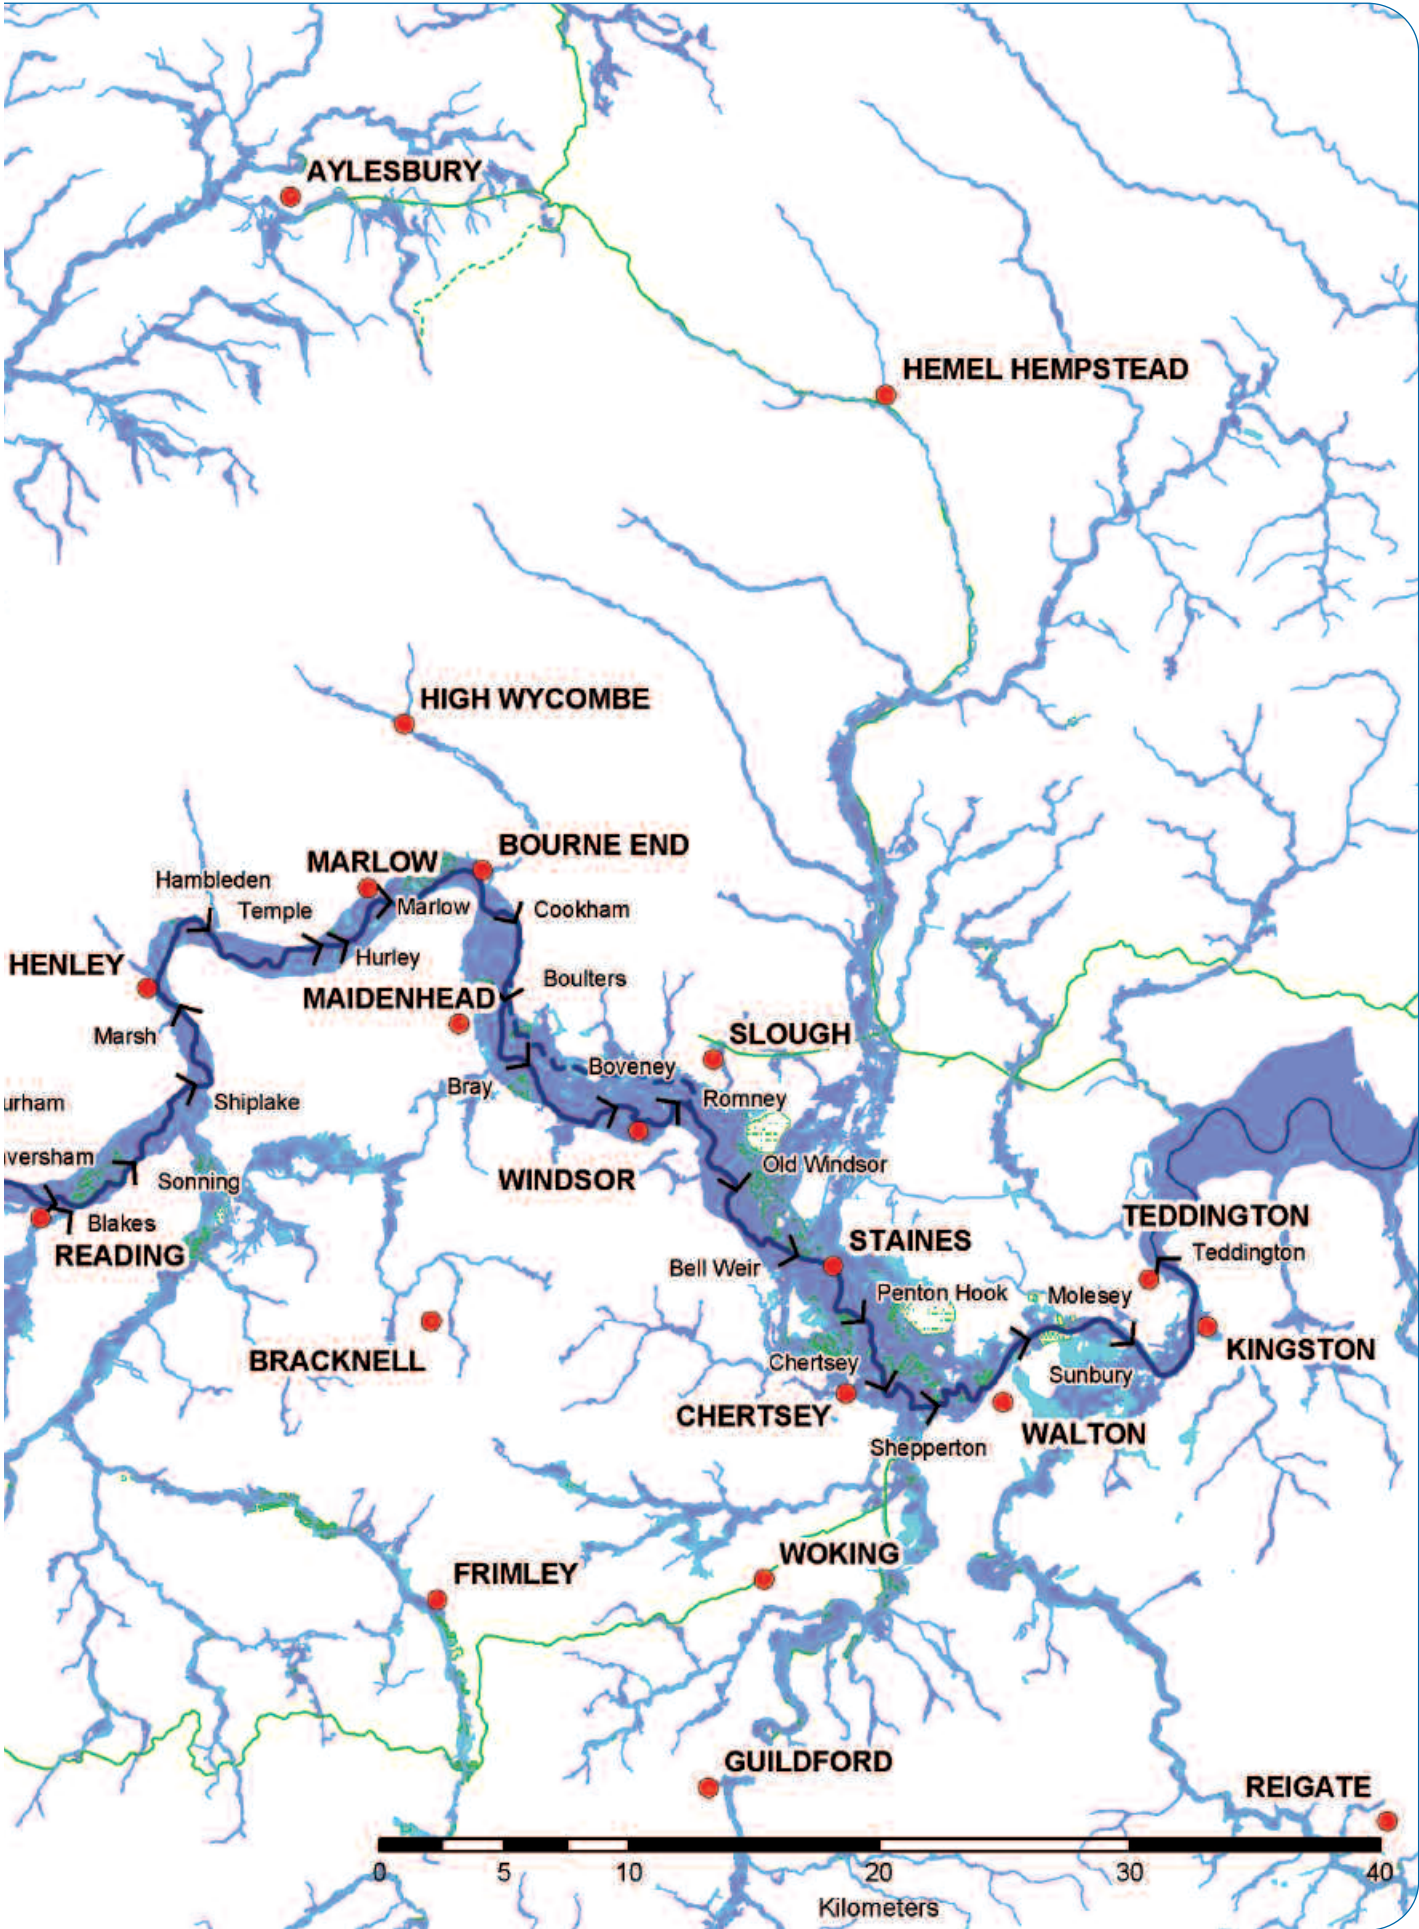 AYLESBURY
HEMEL HEMPSTEAD
HIGH WYCOMBE
BOURNE END
MARLOW
Hambleden
Temple
Marlow
Cookham
Hurley
HENLEY
Boulters
MAIDENHEAD
Marsh
SLOUGH
Boveney
Bray
Romney
urham
Shiplake
versham
Old Windsor
Sonning
WINDSOR
Blakes
TEDDINGTON
READING
STAINES
Teddington
Bell Weir
Penton Hook
Molesey
KINGSTON
BRACKNELL
Chertsey
Sunbury
CHERTSEY
WALTON
Shepperton
WOKING
FRIMLEY
GUILDFORD
REIGATE
0 5 10 20 30 40
Kilometers